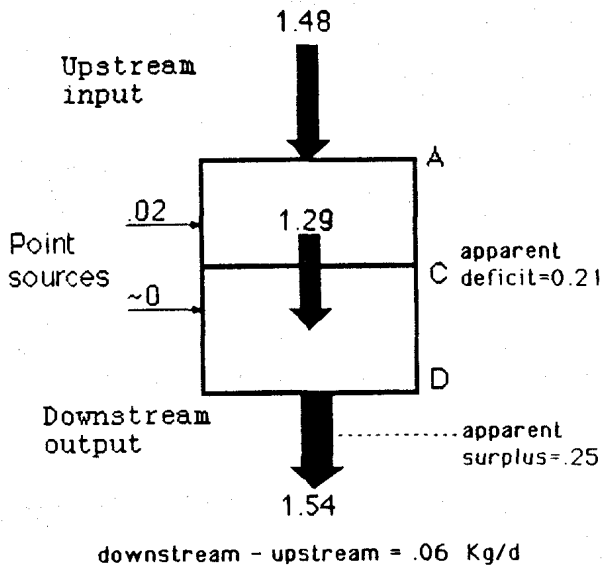 1.48
Upstream
input
A
.02
1.29
Point
sources
C
apparent
deficit=0.21
~0
D
Downstream
output
apparent
surplus=.25
1.54
downstream - upstream = .06 Kg/d